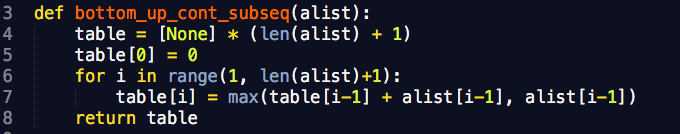 3 def bottom_up_cont_subseq(alist):
4     table = [None] * (len(alist) + 1)
5     table[0] = 0
6     for i in range(1, len(alist)+1):
7         table[i] = max(table[i-1] + alist[i-1], alist[i-1])
8     return table